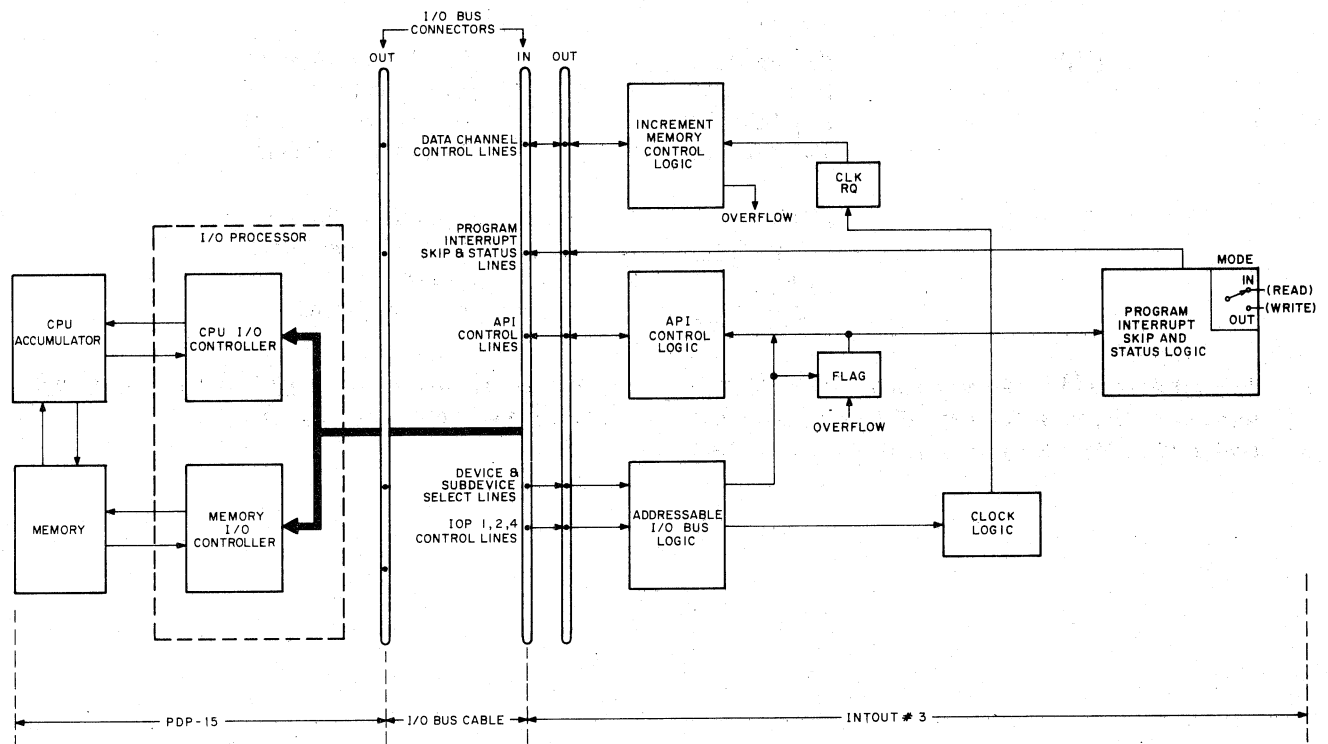 I/O BUS
CONNECTORS
OUT
IN
OUT
DATA CHANNEL
CONTROL LINES
INCREMENT
MEMORY
CONTROL
LOGIC
CLK
RQ
OVERFLOW
PROGRAM
INTERRUPT
SKIP & STATUS
LINES
I/O PROCESSOR
MODE
IN
(READ)
(WRITE)
OUT
CPU
ACCUMULATOR
CPU I/O
CONTROLLER
API
CONTROL
LINES
API
CONTROL
LOGIC
PROGRAM
INTERRUPT
SKIP AND
STATUS LOGIC
FLAG
OVERFLOW
DEVICE &
SUBDEVICE
SELECT LINES
MEMORY
MEMORY
I/O
CONTROLLER
IOP 1,2,4
CONTROL LINES
ADDRESSABLE
I/O BUS
LOGIC
CLOCK
LOGIC
PDP-15
I/O BUS CABLE
INTOUT # 3